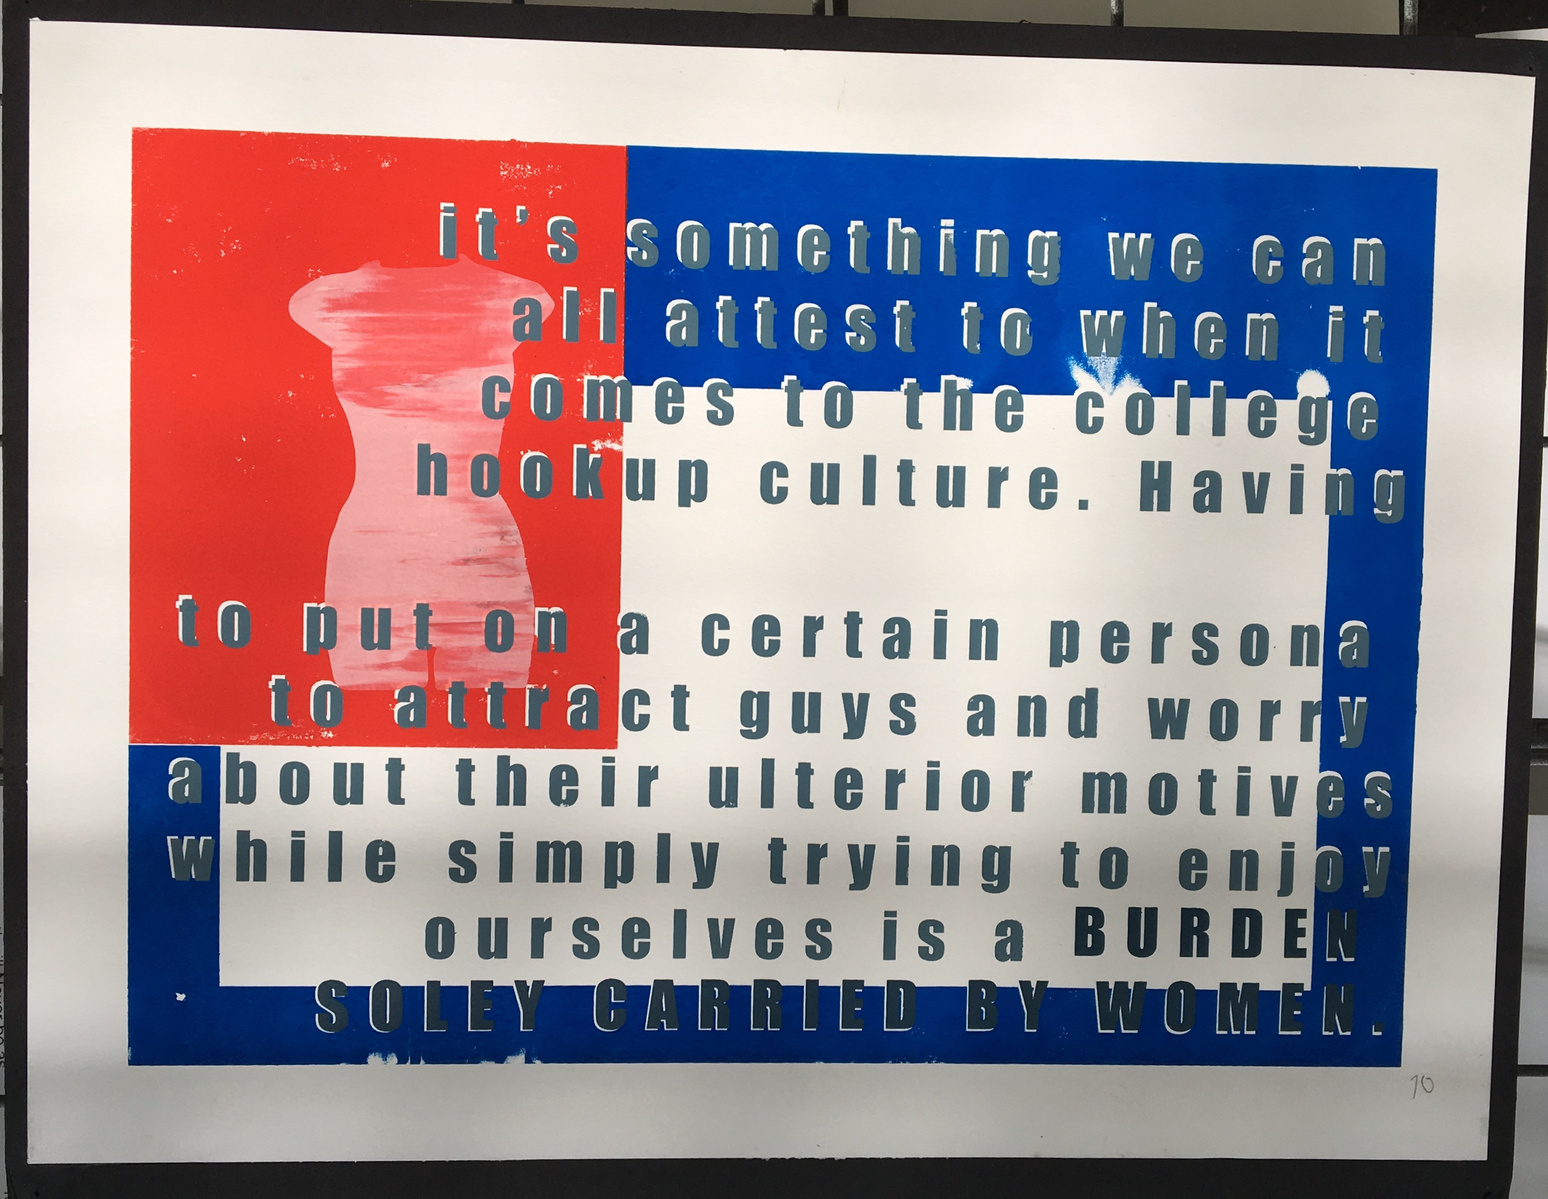 it's something we can
all attest to when it
comes to the college
hookup culture. Having
to put on a certain persona
to attract guys and worry
about their ulterior motives
while simply trying to enjoy
ourselves is a BURDEN
SOLEY CARRIED BY WOMEN.
10